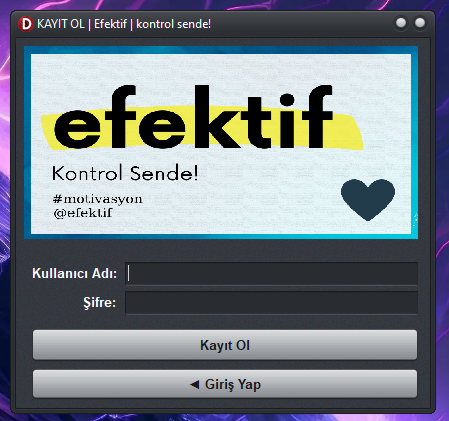 KAYIT OL | Efektif | kontrol sende!
efektif
Kontrol Sende!
#motivasyon
@efektif
Kullanıcı Adı:
Şifre:
Kayıt Ol
◄ Giriş Yap